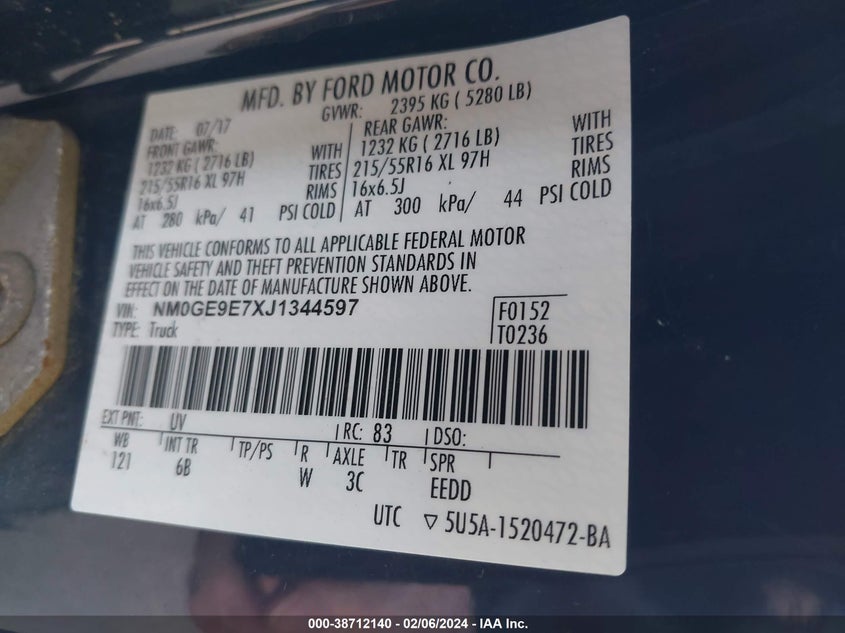 MFD. BY FORD MOTOR CO.
DATE: 07/17 GVWR: 2395 KG ( 5280 LB)
FRONT GAWR: REAR GAWR:
1232 KG ( 2716 LB) WITH 1232 KG ( 2716 LB) WITH
215/55R16 XL 97H TIRES 215/55R16 XL 97H TIRES
16x6.5J RIMS 16x6.5J RIMS
AT 280 kPa/ 41 PSI COLD AT 300 kPa/ 44 PSI COLD
THIS VEHICLE CONFORMS TO ALL APPLICABLE FEDERAL MOTOR
VEHICLE SAFETY AND THEFT PREVENTION STANDARDS IN
EFFECT ON THE DATE OF MANUFACTURE SHOWN ABOVE.
VIN: NM0GE9E7XJ1344597 F0152
TYPE: Truck T0236
EXT PNT: UV RC: 83 DSO:
WB INT TR TP/PS R AXLE TR SPR
121 6B W 3C EEDD
UTC ▽ 5U5A-1520472-BA
000-38712140 - 02/06/2024 - IAA Inc.